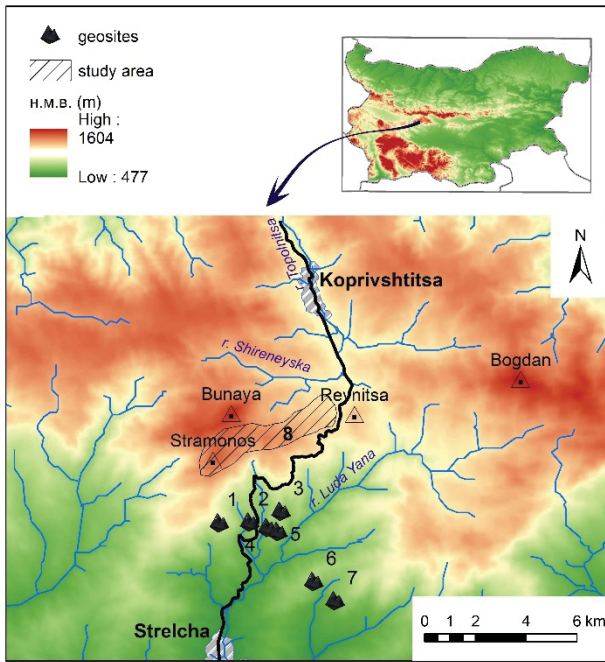 geosites
study area
н.м.в. (m)
High :
1604
Low : 477
N
r. Topolnitsa
Koprivshtitsa
r. Shireneyska
Bogdan
Bunaya
Revnitsa
8
Stramonos
r. Luda Yana
3
1
2
4
5
6
7
Strelcha
0 1 2 4 6 km